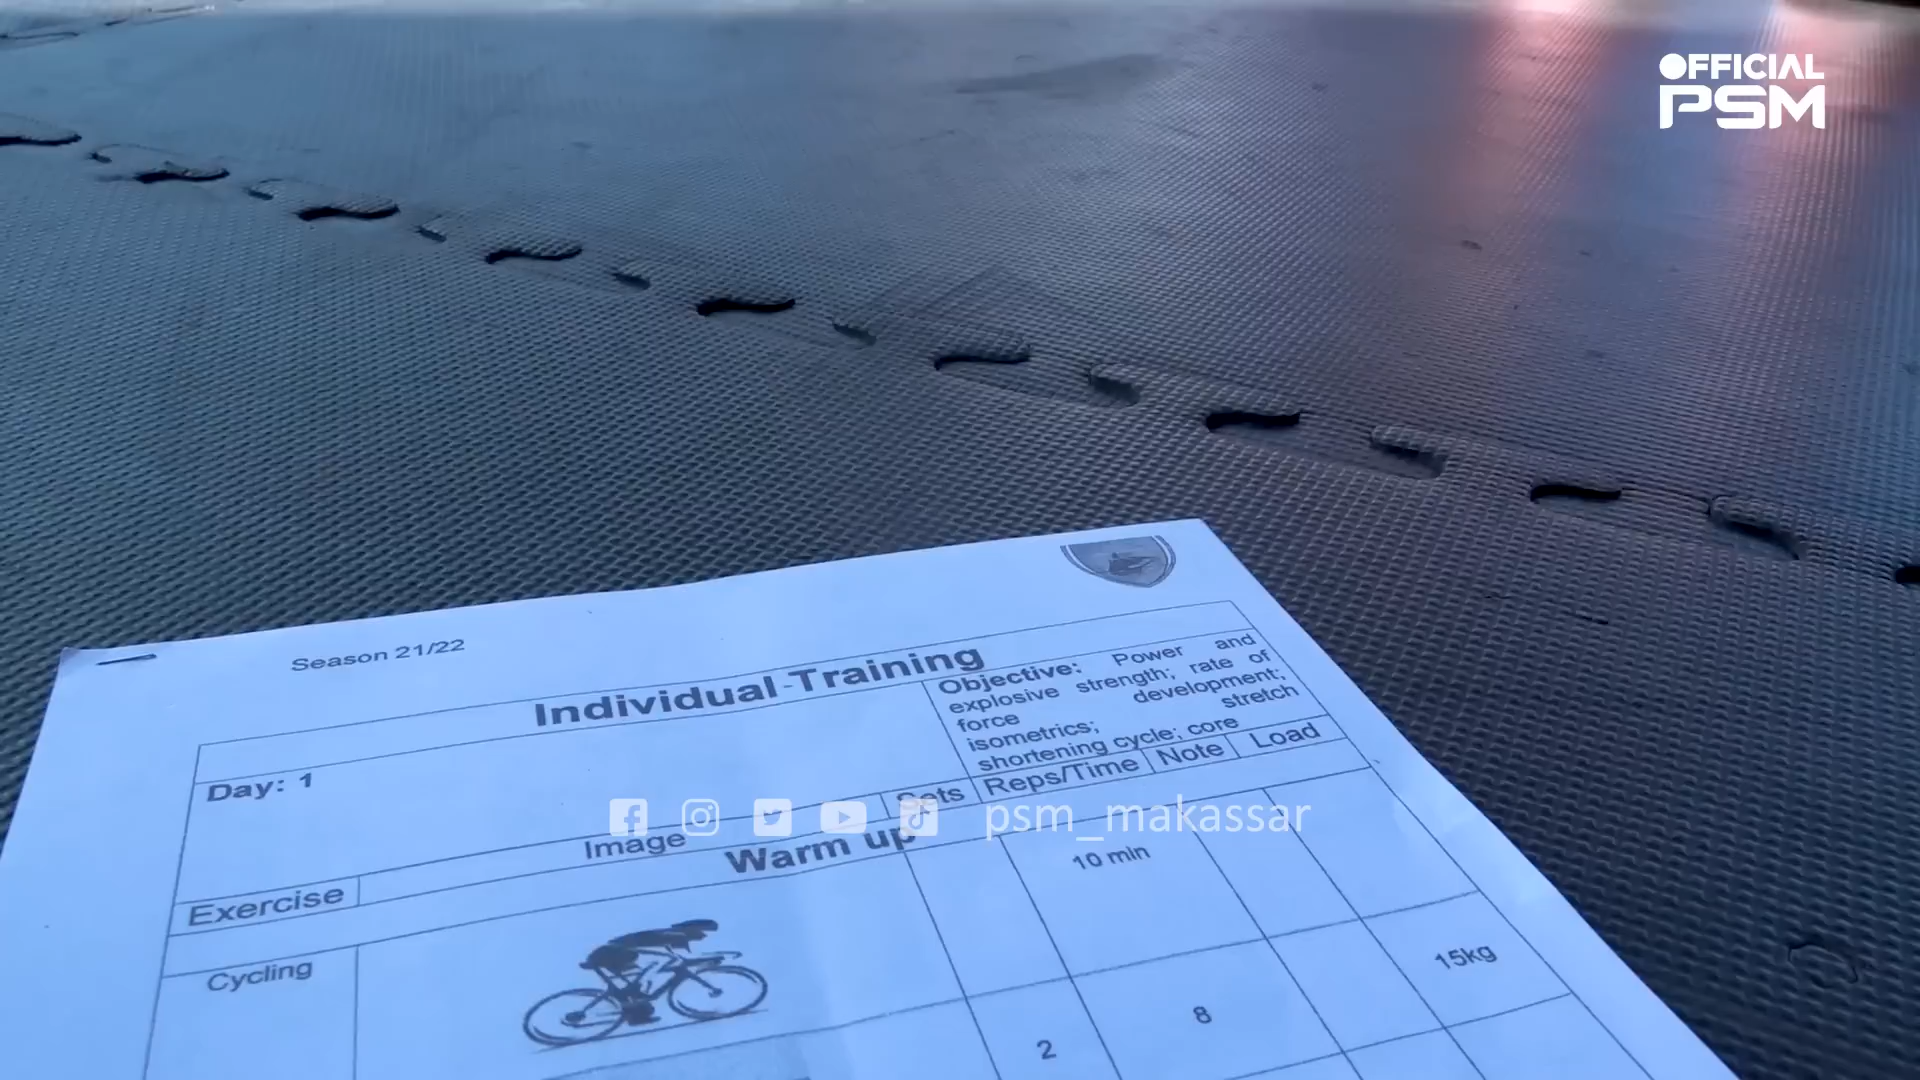 OFFICIAL
PSM
Season 21/22
Individual Training
Day: 1
Objective: Power and
explosive strength; rate of
force development;
isometrics; stretch
shortening cycle; core
Exercise
Image
Sets
Reps/Time
Note
Load
psm_makassar
Warm up
Cycling
10 min
2
8
15kg